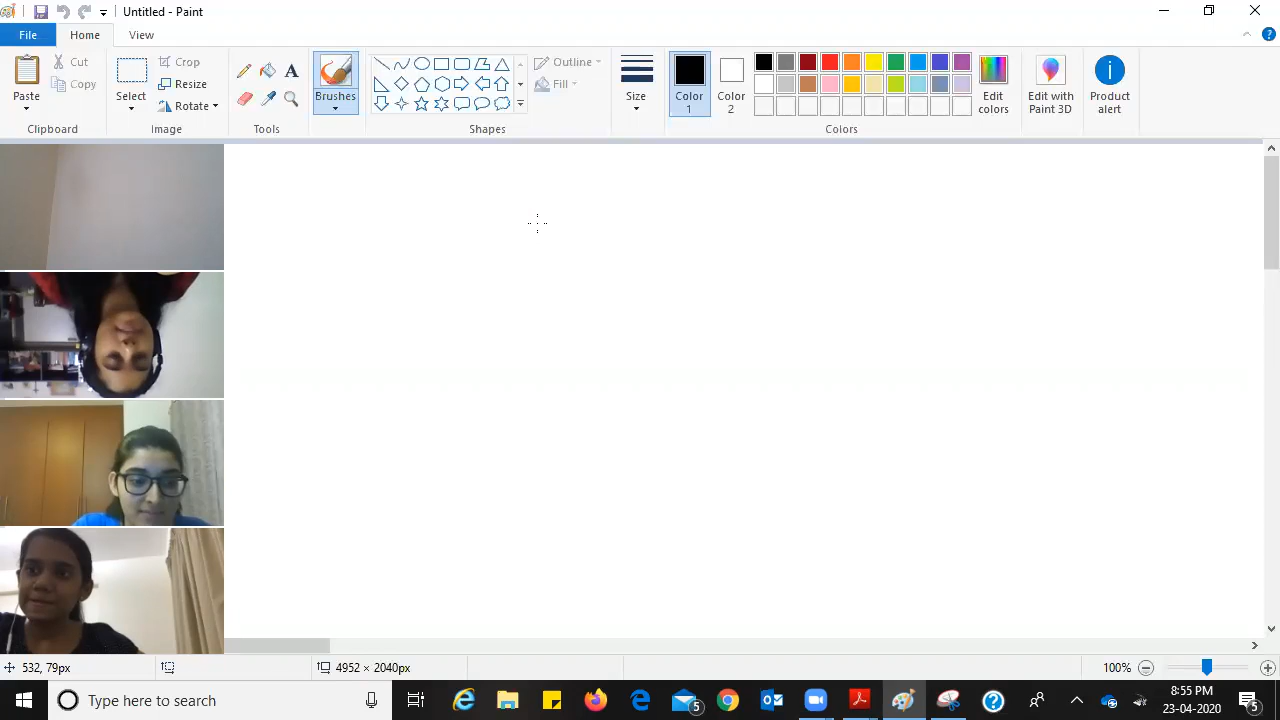 Untitled - Paint
File
Home
View
Paste
Cut
Copy
Clipboard
Select
Crop
Resize
Rotate
Image
A
Tools
Brushes
Shapes
Outline
Fill
Size
Color 1
Color 2
Colors
Edit colors
Edit with Paint 3D
Product alert
532, 79px
4952 × 2040px
100%
Type here to search
5
8:55 PM
23-04-2020
5